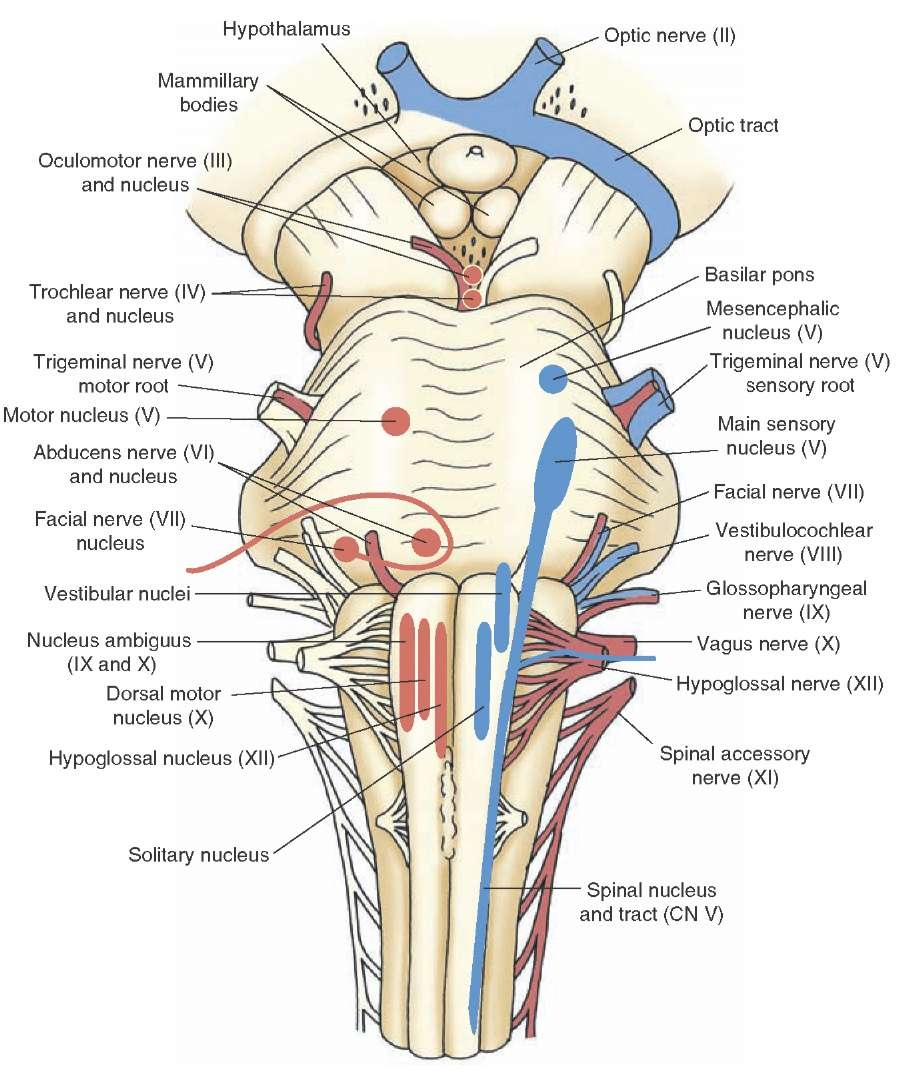 Hypothalamus
Optic nerve (II)
Mammillary
bodies
Optic tract
Oculomotor nerve (III)
and nucleus
Trochlear nerve (IV)
and nucleus
Basilar pons
Mesencephalic
nucleus (V)
Trigeminal nerve (V)
motor root
Trigeminal nerve (V)
sensory root
Motor nucleus (V)
Main sensory
nucleus (V)
Abducens nerve (VI)
and nucleus
Facial nerve (VII)
Facial nerve (VII)
nucleus
Vestibulocochlear
nerve (VIII)
Vestibular nuclei
Glossopharyngeal
nerve (IX)
Nucleus ambiguus
(IX and X)
Vagus nerve (X)
Dorsal motor
nucleus (X)
Hypoglossal nerve (XII)
Hypoglossal nucleus (XII)
Spinal accessory
nerve (XI)
Solitary nucleus
Spinal nucleus
and tract (CN V)